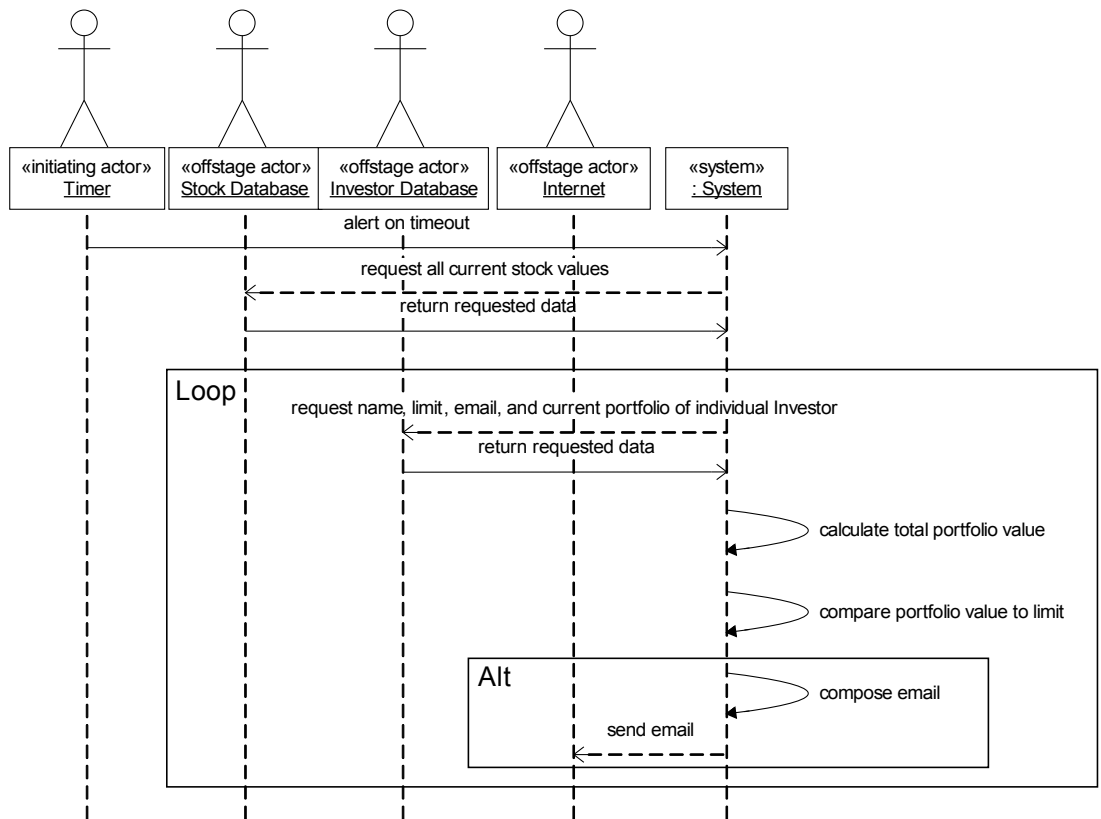 «initiating actor»
Timer
«offstage actor»
Stock Database
«offstage actor»
Investor Database
«offstage actor»
Internet
«system»
: System
alert on timeout
request all current stock values
return requested data
Loop
request name, limit, email, and current portfolio of individual Investor
return requested data
calculate total portfolio value
compare portfolio value to limit
Alt
compose email
send email